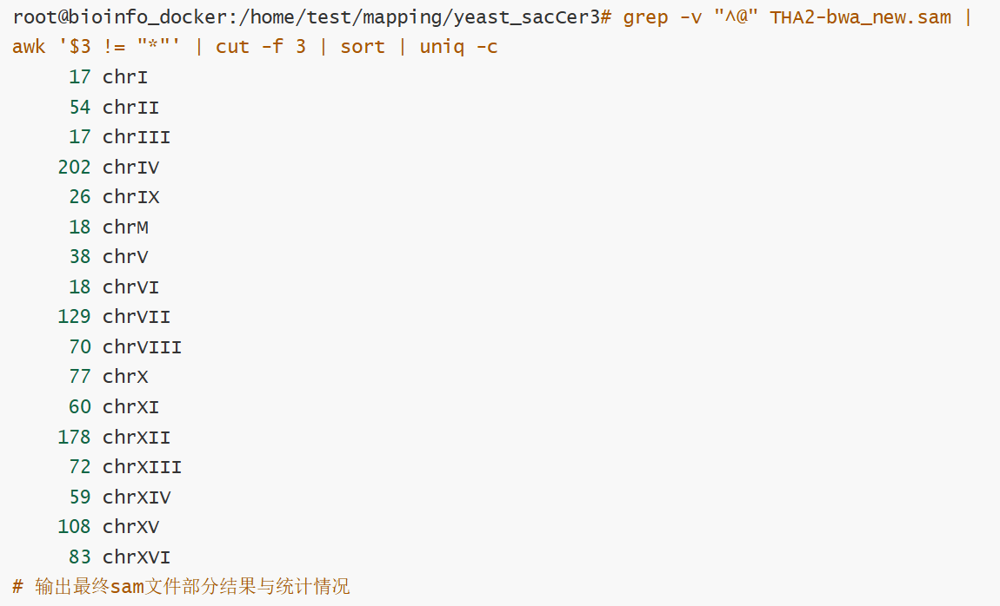 root@bioinfo_docker:/home/test/mapping/yeast_sacCer3# grep -v "^@" THA2-bwa_new.sam |
awk '$3 != "*"' | cut -f 3 | sort | uniq -c
17 chrI
54 chrII
17 chrIII
202 chrIV
26 chrIX
18 chrM
38 chrV
18 chrVI
129 chrVII
70 chrVIII
77 chrX
60 chrXI
178 chrXII
72 chrXIII
59 chrXIV
108 chrXV
83 chrXVI
# 输出最终sam文件部分结果与统计情况